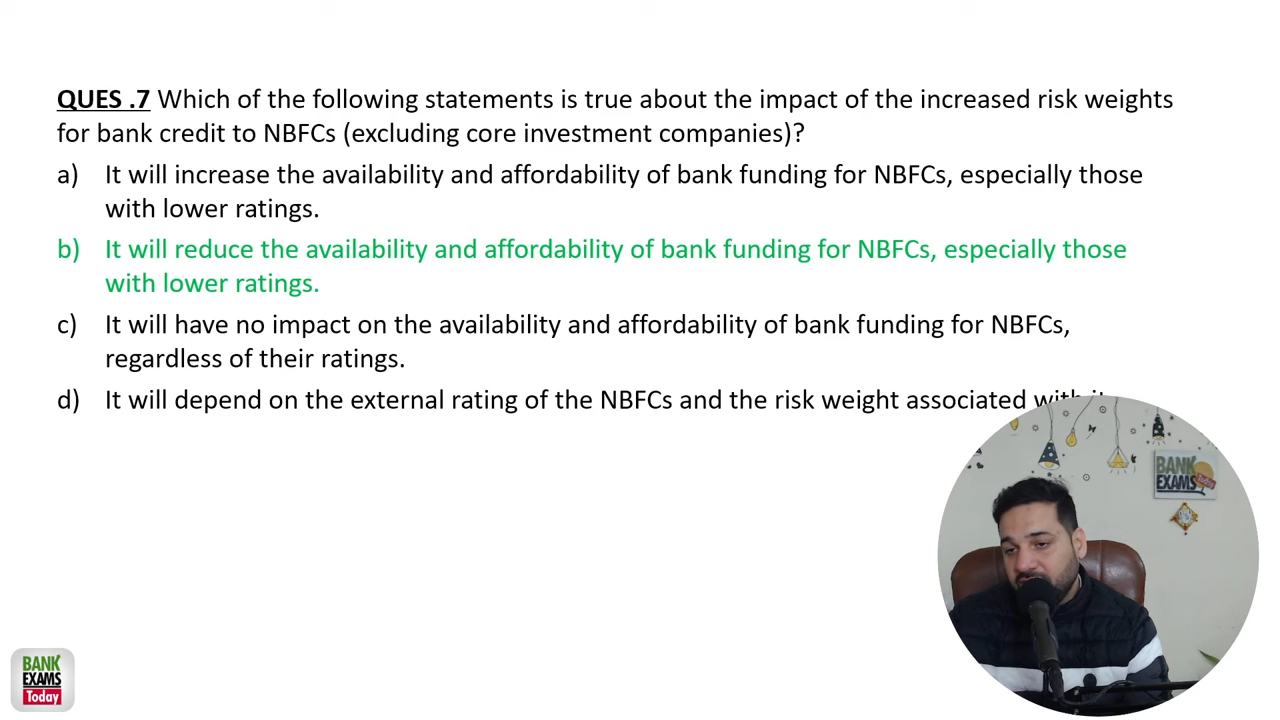 QUES .7 Which of the following statements is true about the impact of the increased risk weights
for bank credit to NBFCs (excluding core investment companies)?
a) It will increase the availability and affordability of bank funding for NBFCs, especially those
with lower ratings.
b) It will reduce the availability and affordability of bank funding for NBFCs, especially those
with lower ratings.
c) It will have no impact on the availability and affordability of bank funding for NBFCs,
regardless of their ratings.
d) It will depend on the external rating of the NBFCs and the risk weight associated with
BANK
EXAMS
Today
BANK
EXAMS
Today